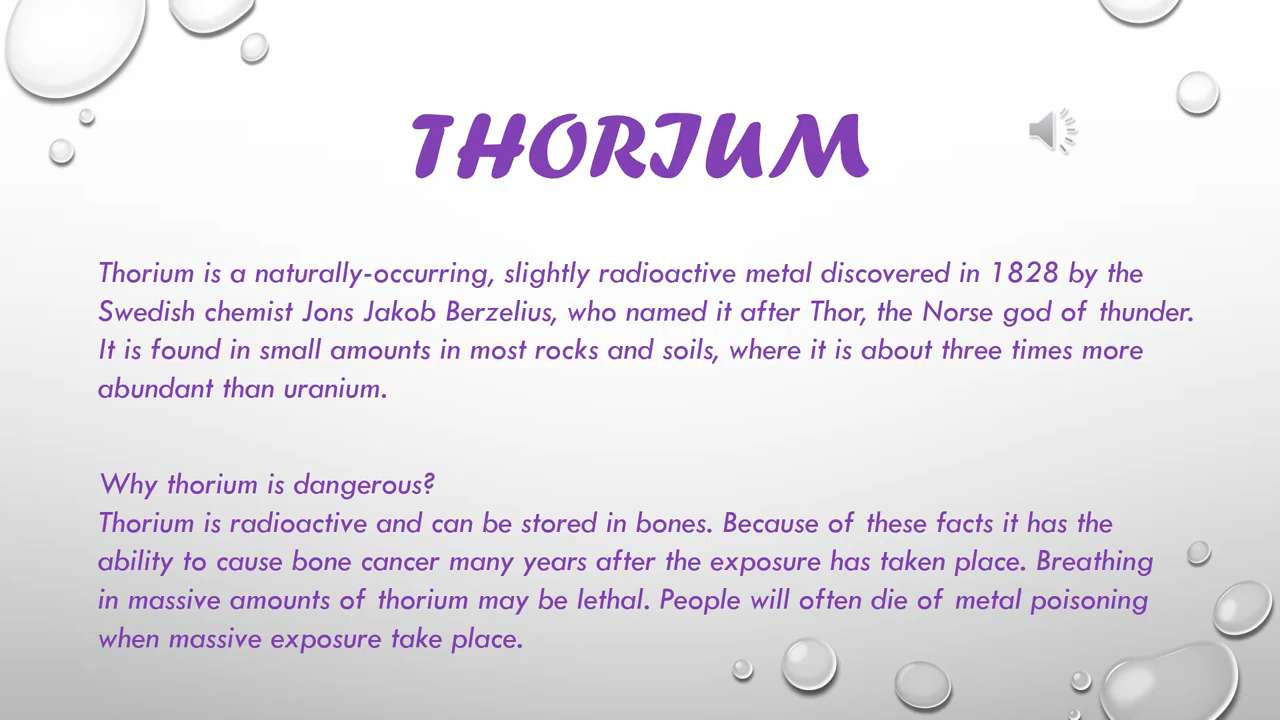 THORIUM
Thorium is a naturally-occurring, slightly radioactive metal discovered in 1828 by the
Swedish chemist Jons Jakob Berzelius, who named it after Thor, the Norse god of thunder.
It is found in small amounts in most rocks and soils, where it is about three times more
abundant than uranium.
Why thorium is dangerous?
Thorium is radioactive and can be stored in bones. Because of these facts it has the
ability to cause bone cancer many years after the exposure has taken place. Breathing
in massive amounts of thorium may be lethal. People will often die of metal poisoning
when massive exposure take place.